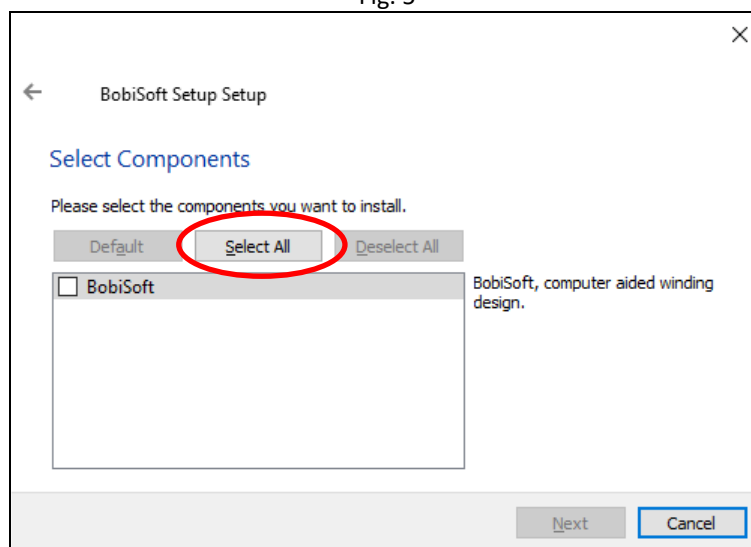 BobiSoft Setup Setup
Select Components
Please select the components you want to install.
Default Select All Deselect All
BobiSoft
BobiSoft, computer aided winding
design.
Next Cancel